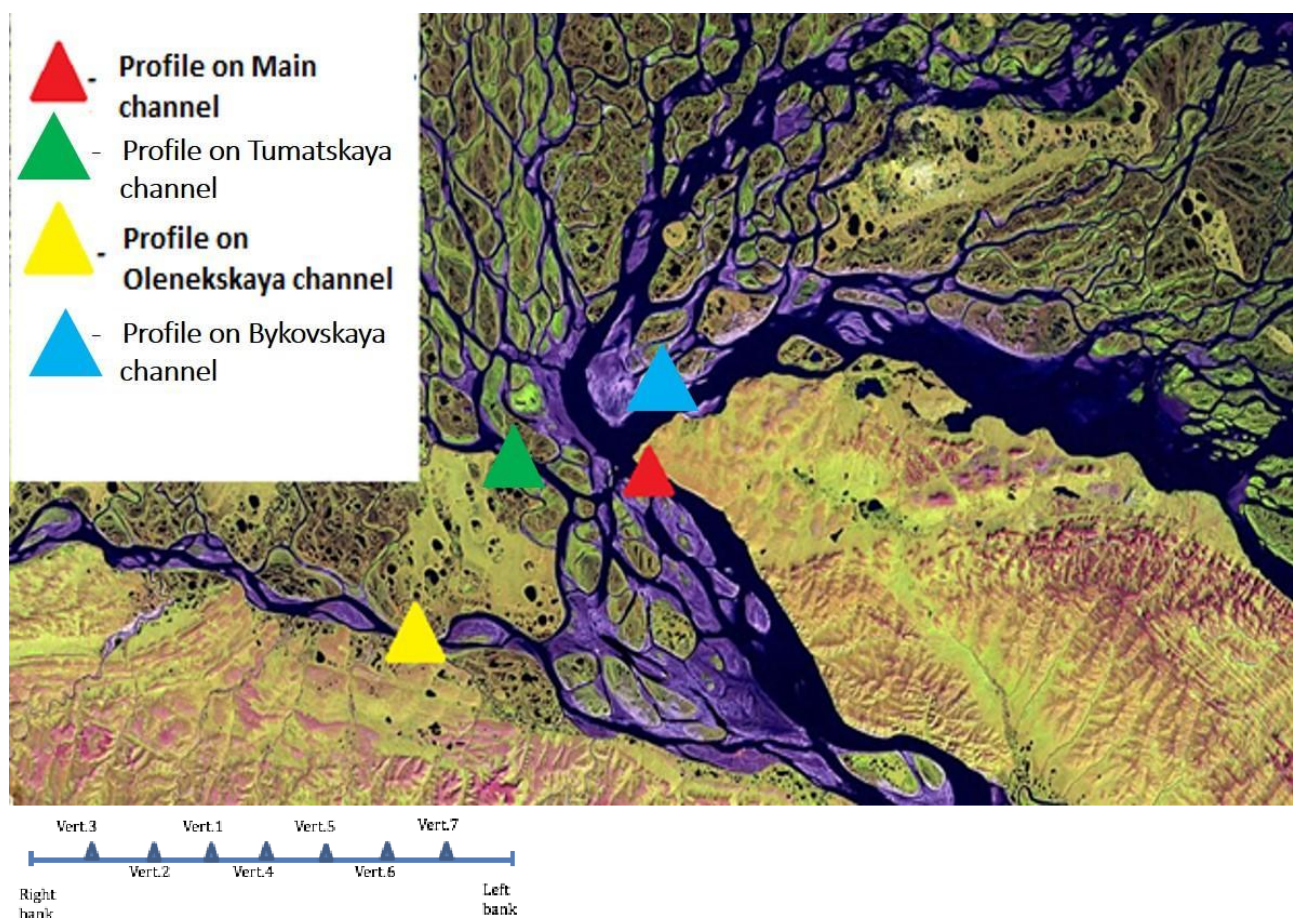 - Profile on Main
channel
- Profile on Tumatskaya
channel
- Profile on
Olenekskaya channel
- Profile on Bykovskaya
channel
Vert.3 Vert.1 Vert.5 Vert.7
Vert.2 Vert.4 Vert.6
Right
bank
Left
bank